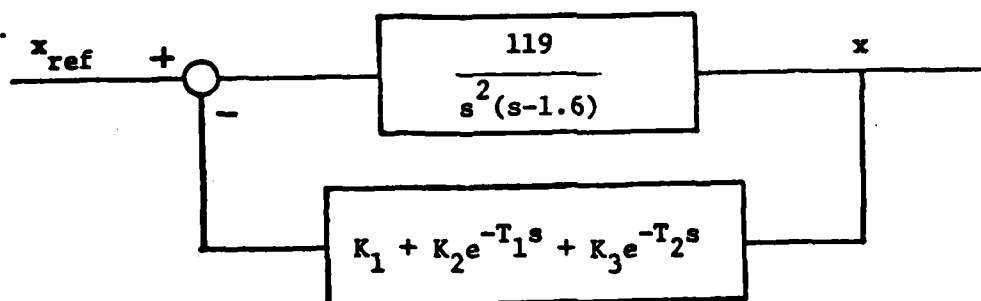 x_ref + 119 x
s^2(s-1.6)
-
K_1 + K_2e^{-T_1s} + K_3e^{-T_2s}